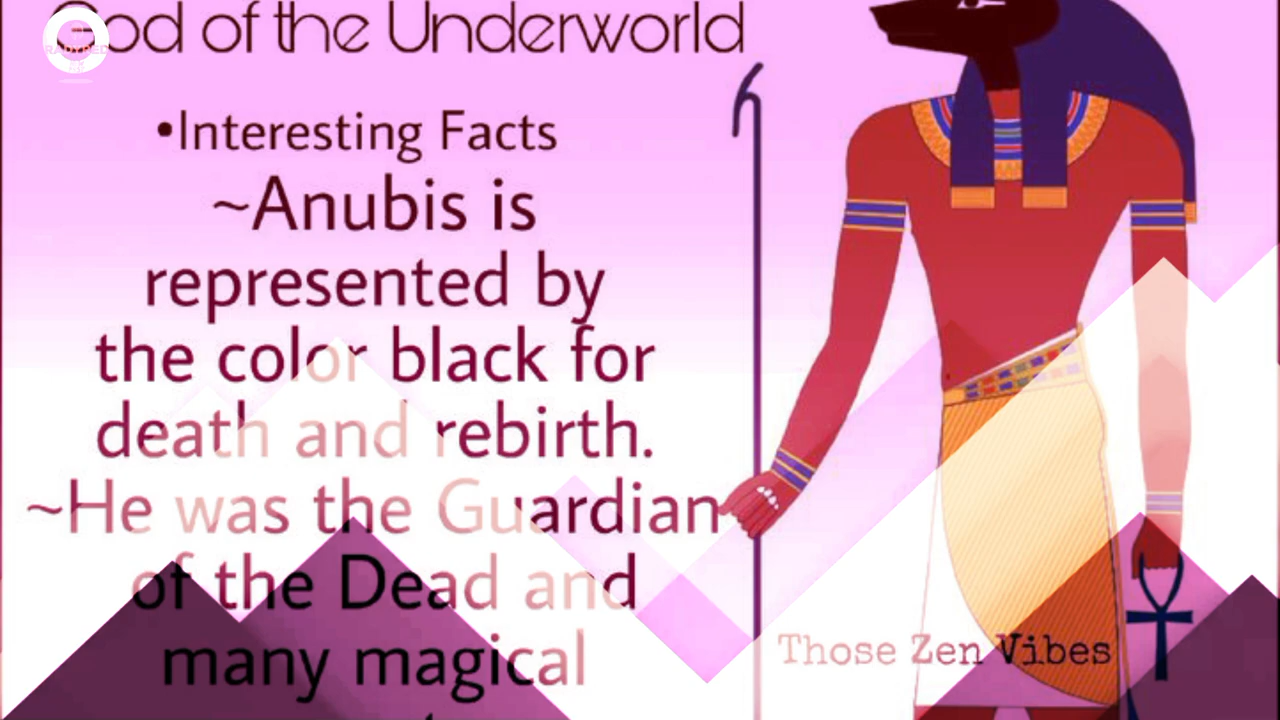 God of the Underworld
•Interesting Facts
~Anubis is
represented by
the color black for
death and rebirth.
~He was the Guardian
of the Dead and
many magical
Those Zen Vibes